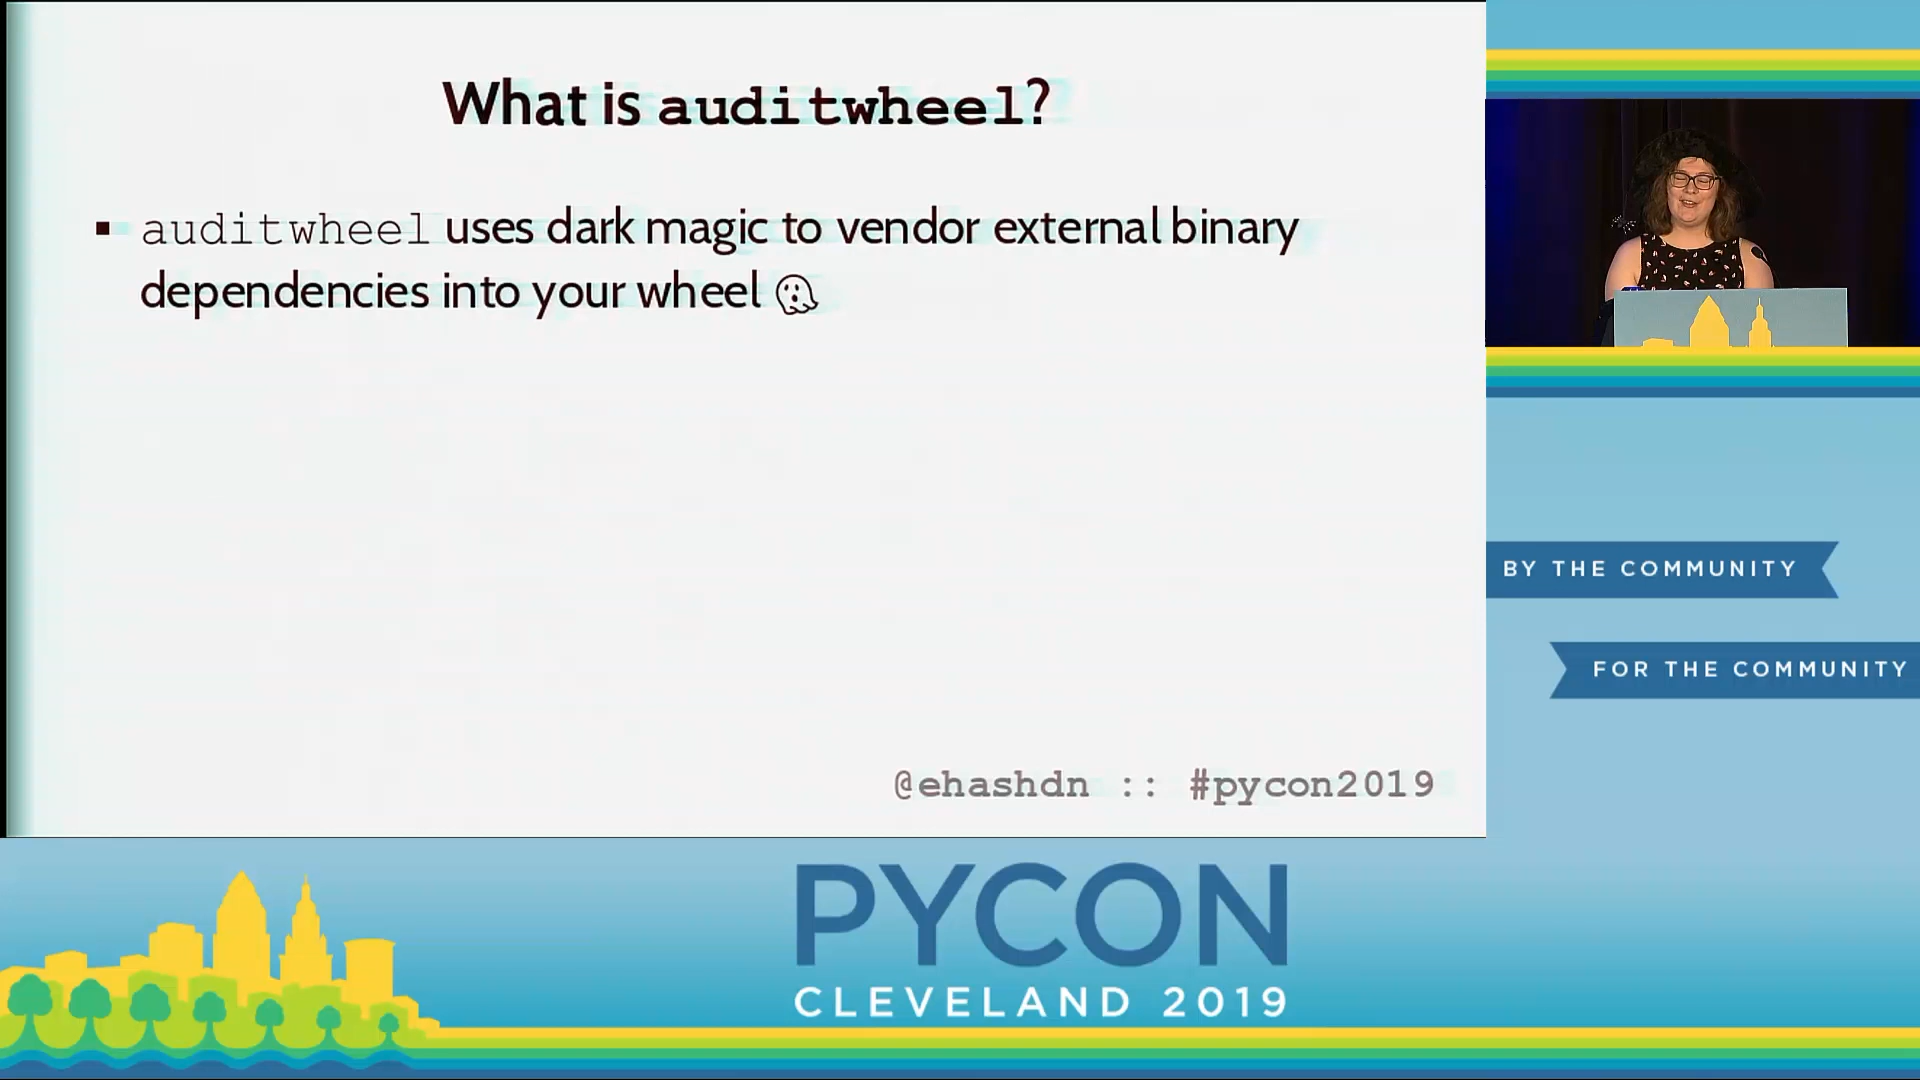 What is auditwheel?
▪ auditwheel uses dark magic to vendor external binary
dependencies into your wheel 👻
@ehashdn :: #pycon2019
BY THE COMMUNITY
FOR THE COMMUNITY
PYCON
CLEVELAND 2019